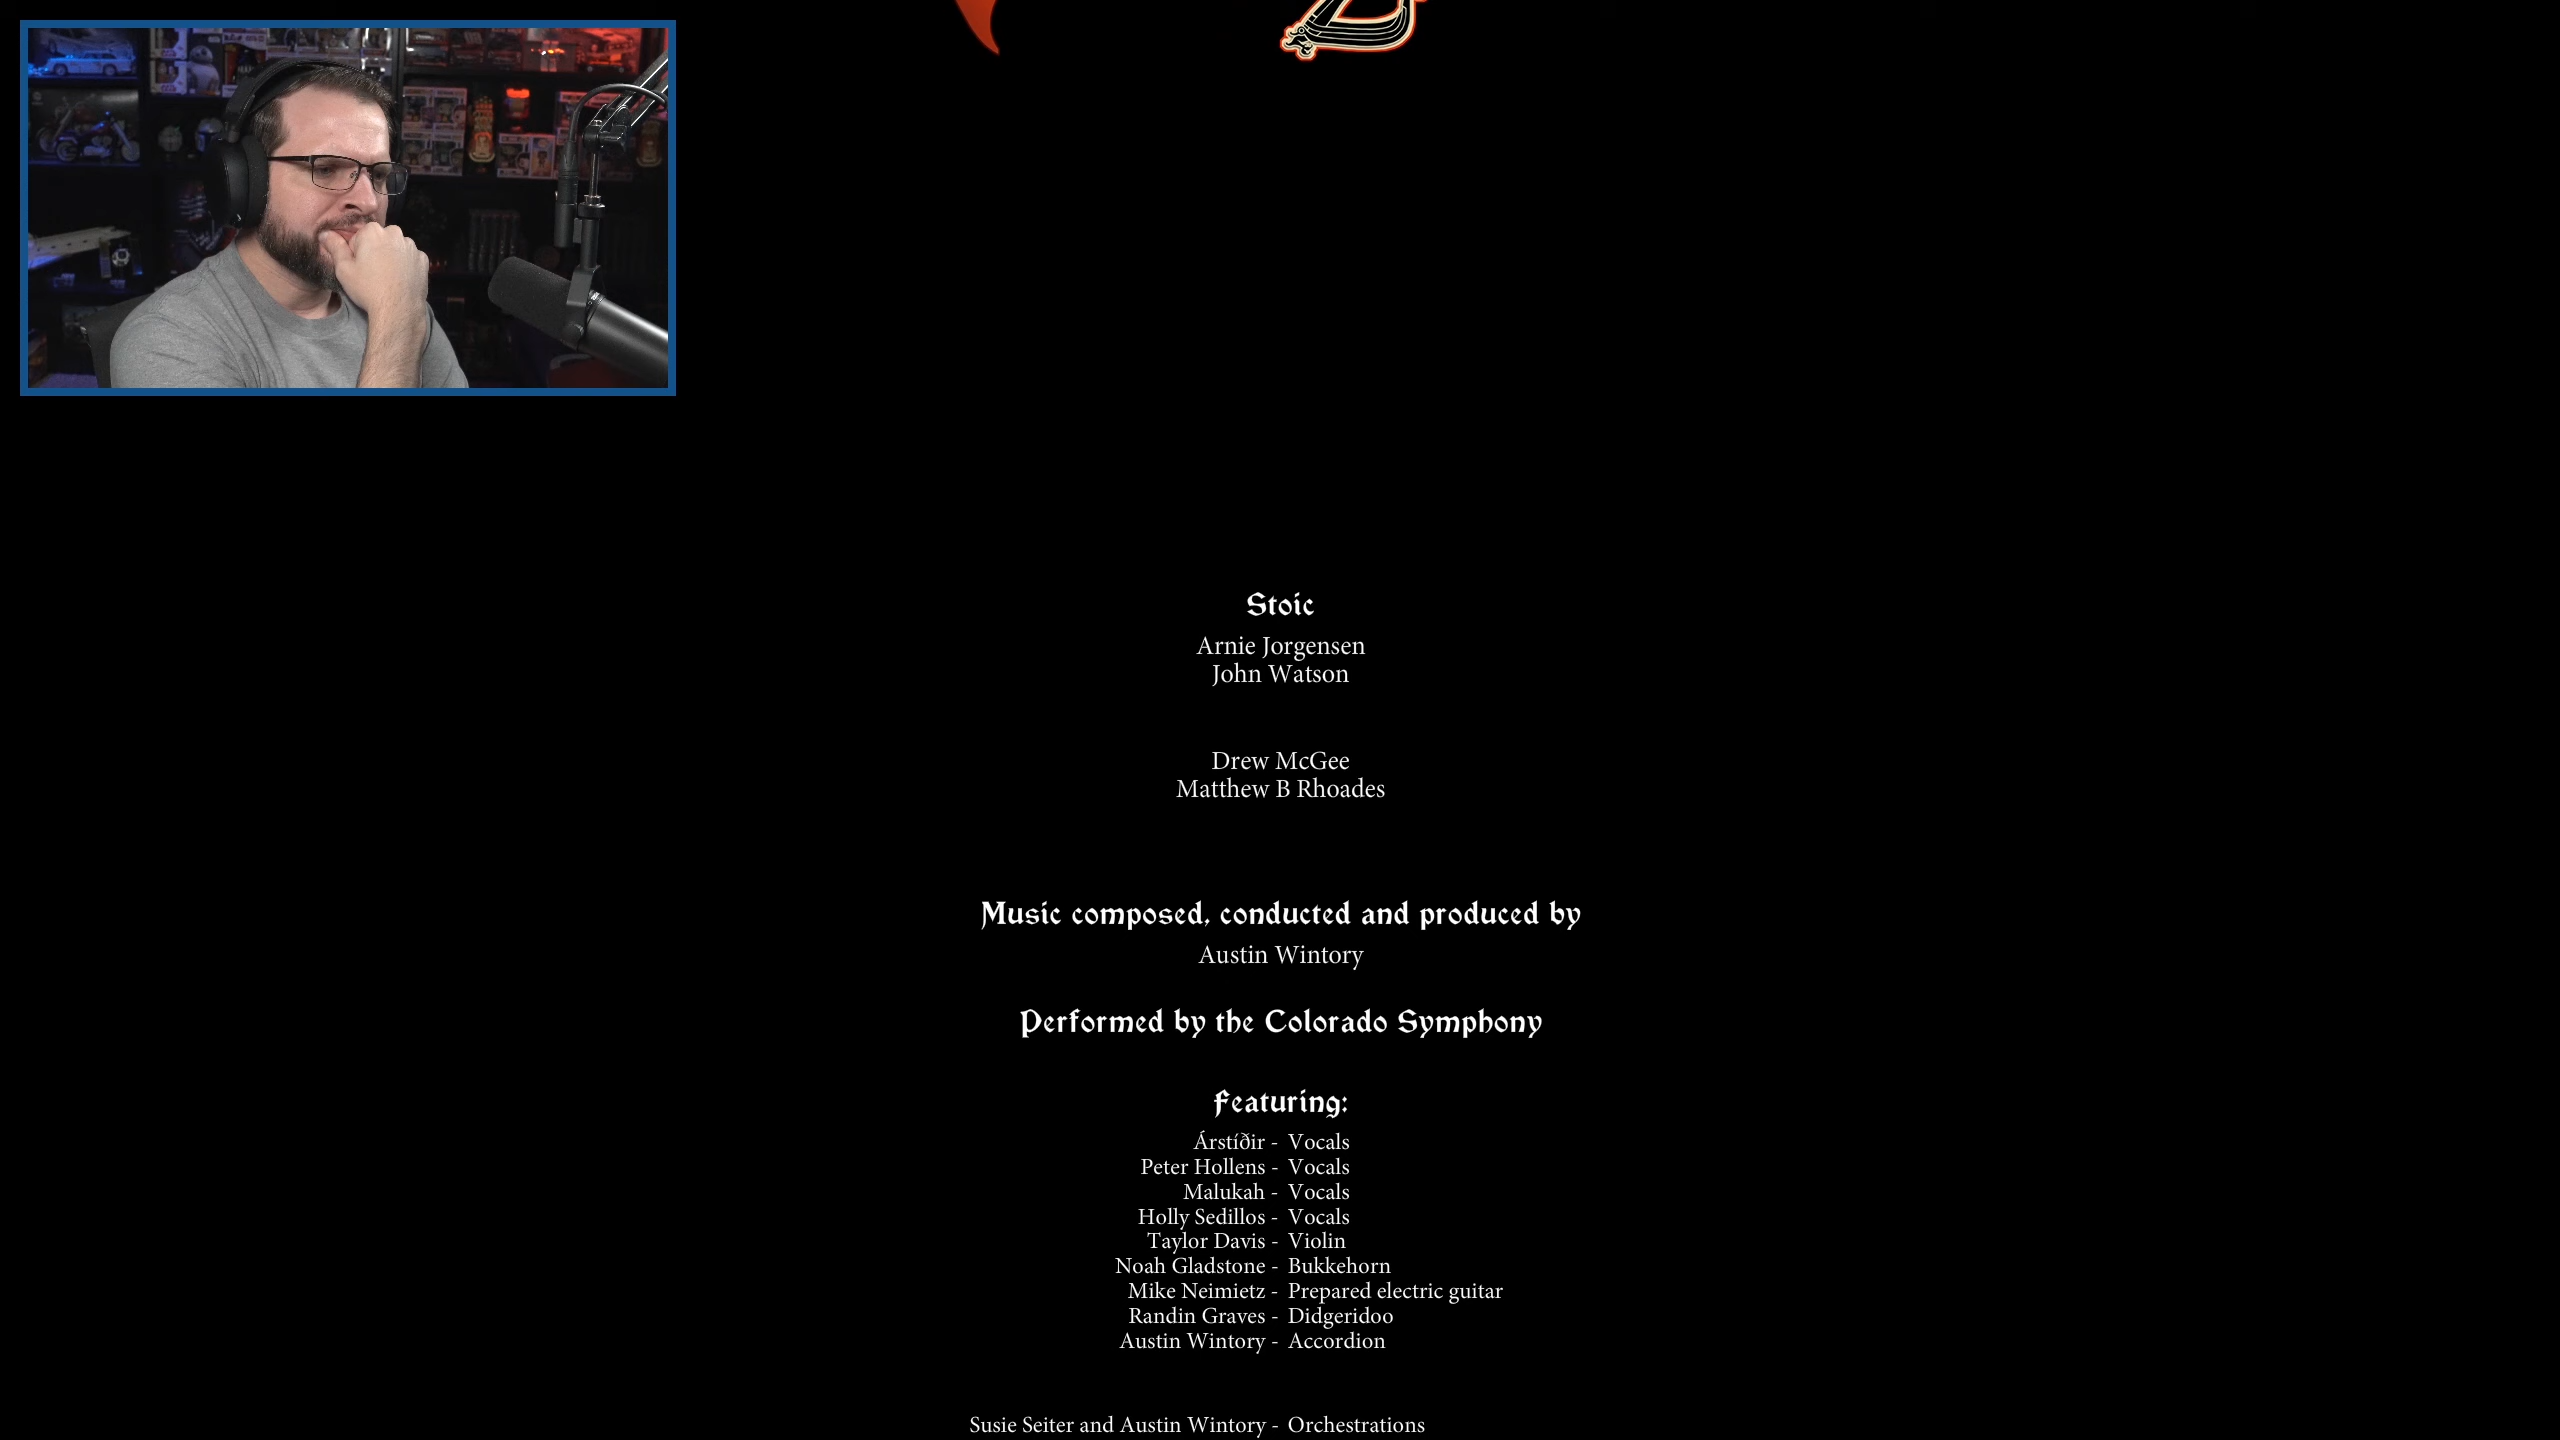 Stoic
Arnie Jorgensen
John Watson
Drew McGee
Matthew B Rhoades
Music composed, conducted and produced by
Austin Wintory
Performed by the Colorado Symphony
Featuring:
Árstíðir - Vocals
Peter Hollens - Vocals
Malukah - Vocals
Holly Sedillos - Vocals
Taylor Davis - Violin
Noah Gladstone - Bukkehorn
Mike Neimietz - Prepared electric guitar
Randin Graves - Didgeridoo
Austin Wintory - Accordion
Susie Seiter and Austin Wintory - Orchestrations